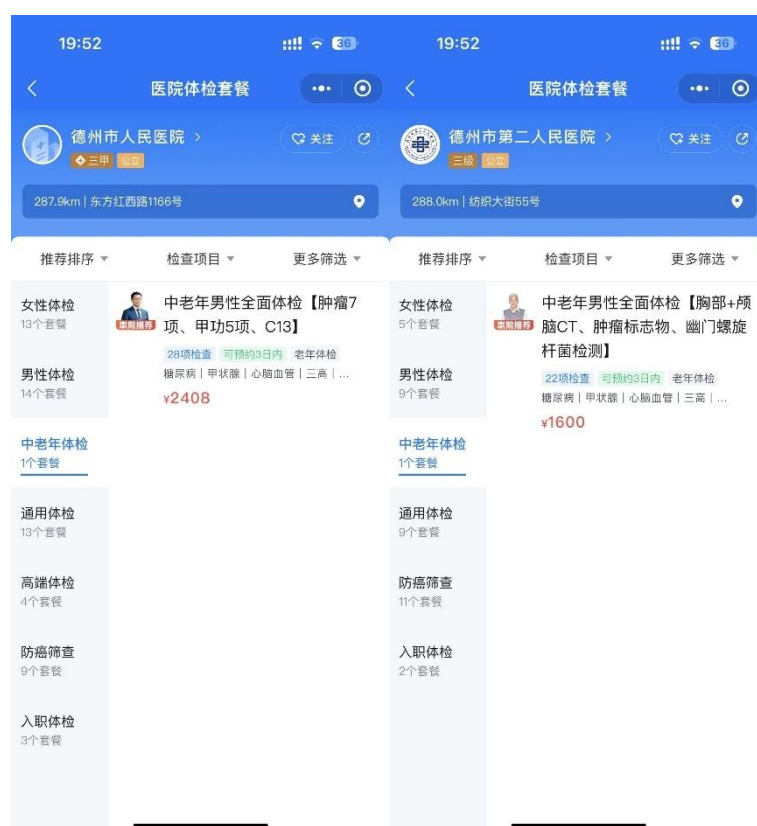 19:52
36
医院体检套餐
德州市人民医院
三甲 公立
关注
287.9km | 东方红西路1166号
推荐排序 检查项目 更多筛选
女性体检
13个套餐
男性体检
14个套餐
中老年体检
1个套餐
通用体检
13个套餐
高端体检
4个套餐
防癌筛查
9个套餐
入职体检
3个套餐
本院推荐
中老年男性全面体检【肿瘤7
项、甲功5项、C13】
28项检查 可预约3日内 老年体检
糖尿病 | 甲状腺 | 心脑血管 | 三高 | ...
¥2408
19:52
36
医院体检套餐
德州市第二人民医院
三级 公立
关注
288.0km | 纺织大街55号
推荐排序 检查项目 更多筛选
女性体检
5个套餐
男性体检
9个套餐
中老年体检
1个套餐
通用体检
9个套餐
防癌筛查
11个套餐
入职体检
2个套餐
本院推荐
中老年男性全面体检【胸部+颅
脑CT、肿瘤标志物、幽门螺旋
杆菌检测】
22项检查 可预约3日内 老年体检
糖尿病 | 甲状腺 | 心脑血管 | 三高 | ...
¥1600